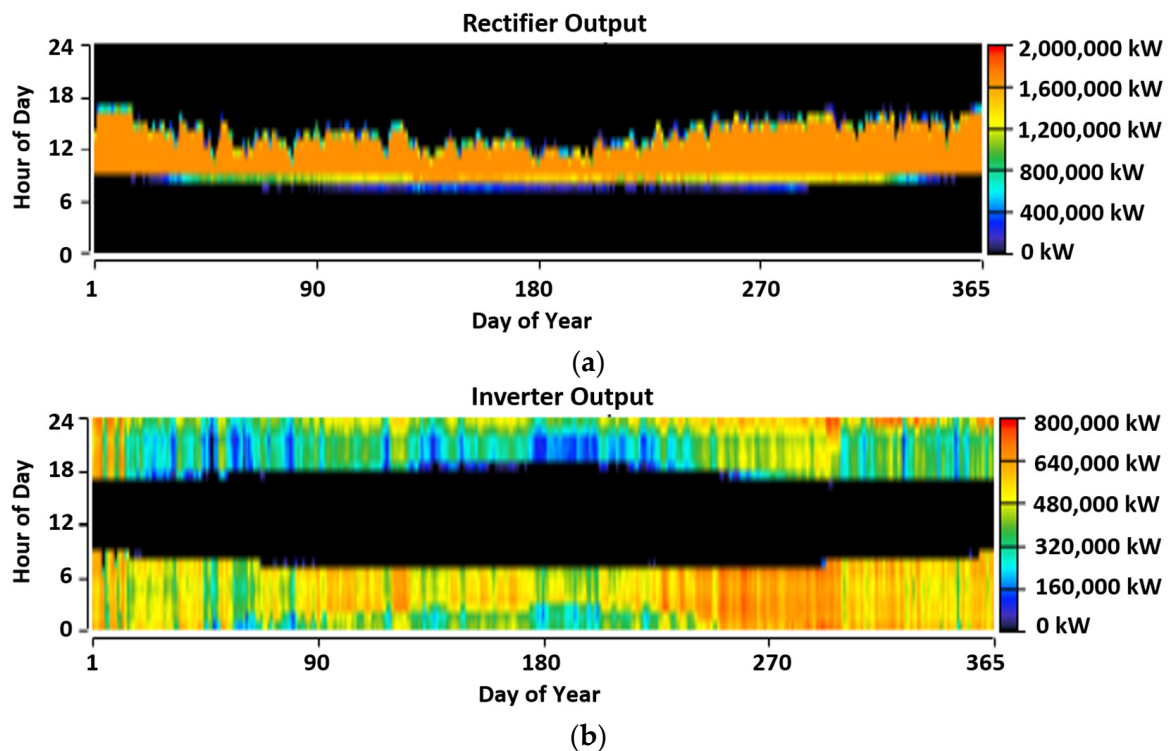 Rectifier Output
24
18
12
6
0
Hour of Day
2,000,000 kW
1,600,000 kW
1,200,000 kW
800,000 kW
400,000 kW
0 kW
1 90 180 270 365
Day of Year
(a)
Inverter Output
24
18
12
6
0
Hour of Day
800,000 kW
640,000 kW
480,000 kW
320,000 kW
160,000 kW
0 kW
1 90 180 270 365
Day of Year
(b)